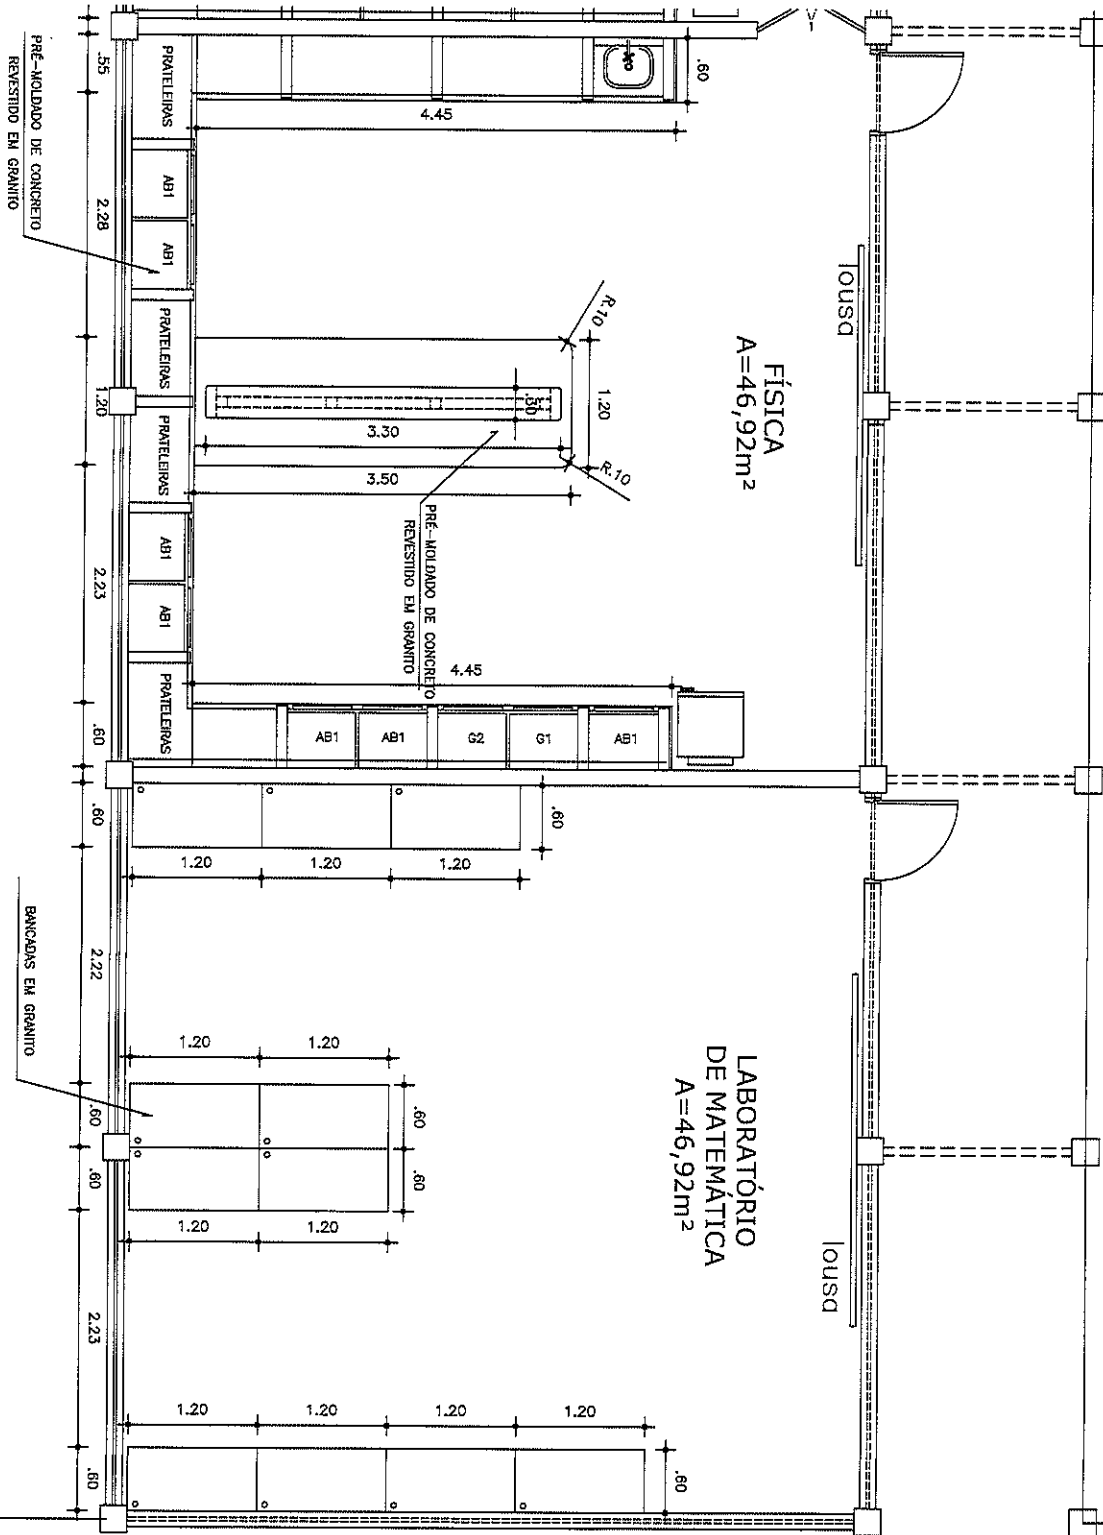 FÍSICA
A=46,92m²
lousa
4.45
.60
PRATELEIRAS
AB1
AB1
PRATELEIRAS
PRATELEIRAS
AB1
AB1
PRATELEIRAS
.55
2.28
1.20
2.23
.60
PRÉ-MOLDADO DE CONCRETO
REVESTIDO EM GRANITO
R.10
1.20
R.10
.30
3.30
3.50
PRÉ-MOLDADO DE CONCRETO
REVESTIDO EM GRANITO
4.45
AB1
AB1
G2
G1
AB1
LABORATÓRIO
DE MATEMÁTICA
A=46,92m²
lousa
.60
1.20
1.20
1.20
.60
2.22
.60
.60
2.23
.60
BANCADAS EM GRANITO
1.20
1.20
.60
.60
1.20
1.20
1.20
1.20
1.20
1.20
.60